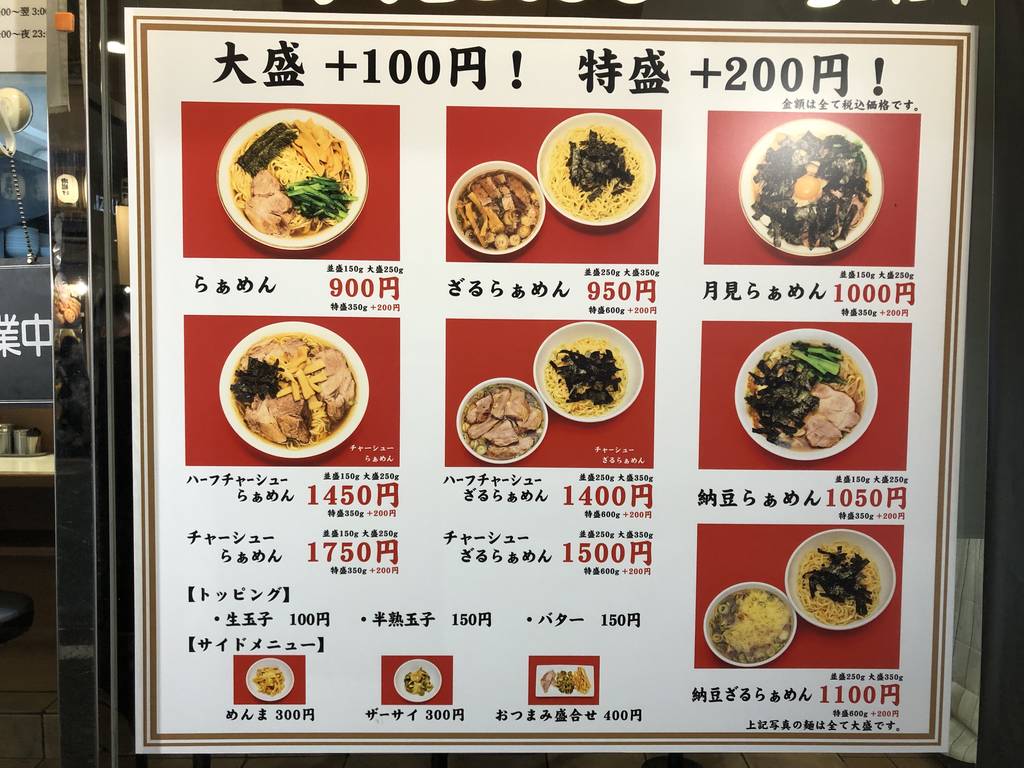 00～翌 3:0
:00～夜 23:
業中
大盛 +100円！ 特盛 +200円！
金額は全て税込価格です。
並盛150g 大盛250g
らぁめん 900円
特盛350g +200円
並盛250g 大盛350g
ざるらぁめん 950円
特盛600g +200円
並盛150g 大盛250g
月見らぁめん 1000円
特盛350g +200円
チャーシュー
らぁめん
並盛150g 大盛250g
ハーフチャーシュー
らぁめん 1450円
特盛350g +200円
並盛150g 大盛250g
チャーシュー
らぁめん 1750円
特盛350g +200円
チャーシュー
ざるらぁめん
並盛250g 大盛350g
ハーフチャーシュー
ざるらぁめん 1400円
特盛600g +200円
並盛250g 大盛350g
チャーシュー
ざるらぁめん 1500円
特盛600g +200円
並盛150g 大盛250g
納豆らぁめん 1050円
特盛350g +200円
並盛250g 大盛350g
納豆ざるらぁめん 1100円
特盛600g +200円
上記写真の麺は全て大盛です。
【トッピング】
・生玉子 100円 ・半熟玉子 150円 ・バター 150円
【サイドメニュー】
めんま 300円 ザーサイ 300円 おつまみ盛合せ 400円